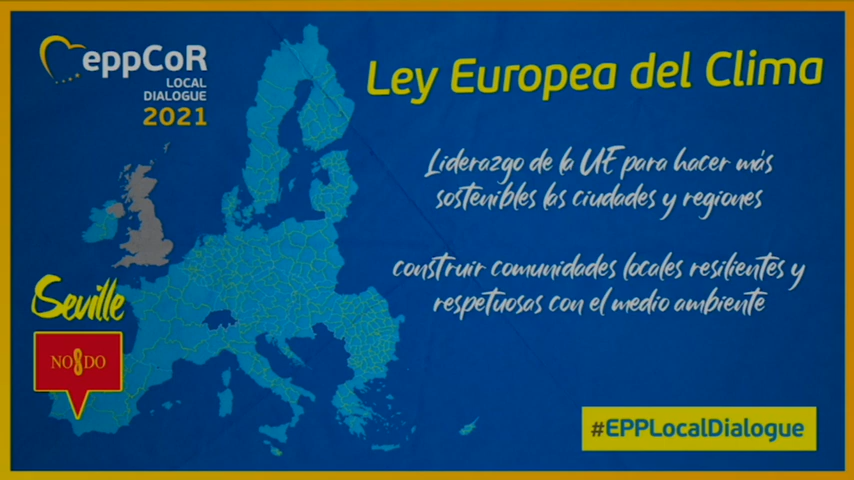 eppCoR
LOCAL
DIALOGUE
2021
Ley Europea del Clima
Liderazgo de la UE para hacer más
sostenibles las ciudades y regiones
construir comunidades locales resilientes y
respetuosas con el medio ambiente
Seville
NO8DO
#EPPLocalDialogue